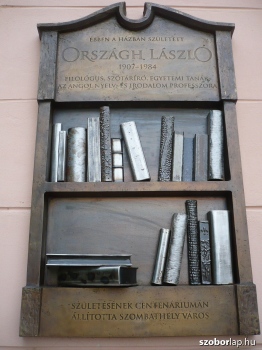 EBBEN A HÁZBAN SZÜLETETT
ORSZÁGH LÁSZLÓ
1907-1984
FILOLÓGUS, SZÓTÁRÍRÓ, EGYETEMI TANÁR,
AZ ANGOL NYELV ÉS IRODALOM PROFESSZORA
SZÜLETÉSÉNEK CENTENÁRIUMÁN
ÁLLÍTOTTA SZOMBATHELY VÁROS
szoborlap.hu